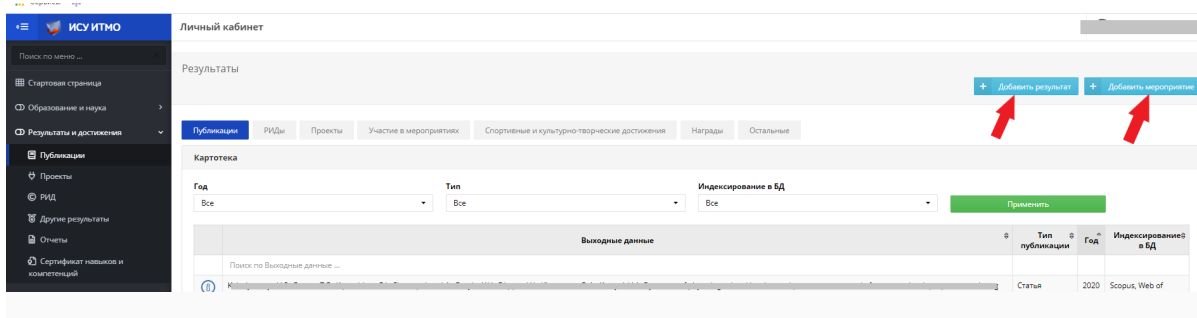 ИСУ ИТМО
Личный кабинет
Поиск по меню ...
Результаты
Стартовая страница
+ Добавить результат + Добавить мероприятие
Образование и наука
Результаты и достижения
Публикации РИДы Проекты Участие в мероприятиях Спортивные и культурно-творческие достижения Награды Остальные
Публикации
Картотека
Проекты
Год Тип Индексирование в БД
РИД
Все Все Все Применить
Другие результаты
Отчеты
Выходные данные Тип публикации Год Индексирование в БД
Сертификат навыков и
компетенций
Поиск по Выходные данные ...
Статья 2020 Scopus, Web of